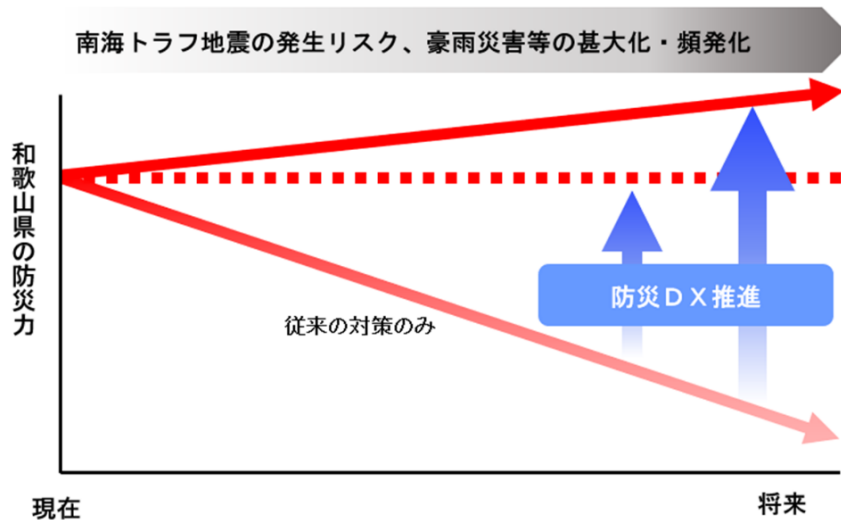 南海トラフ地震の発生リスク、豪雨災害等の甚大化・頻発化
和歌山県の防災力
従来の対策のみ
防災ＤＸ推進
現在
将来